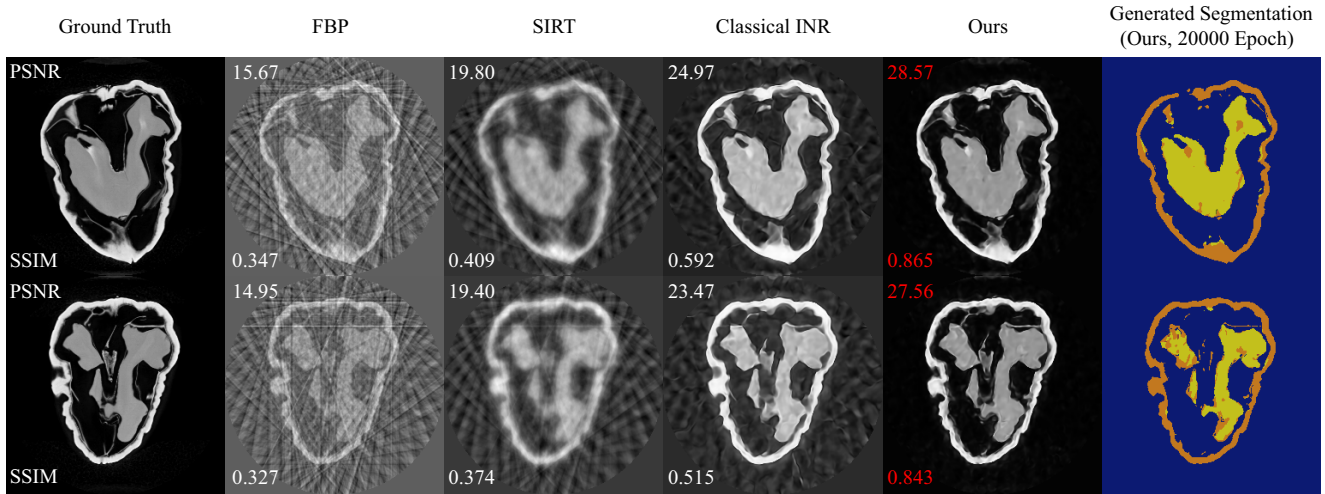 Ground Truth
FBP
SIRT
Classical INR
Ours
Generated Segmentation
(Ours, 20000 Epoch)
PSNR
15.67
19.80
24.97
28.57
SSIM
0.347
0.409
0.592
0.865
PSNR
14.95
19.40
23.47
27.56
SSIM
0.327
0.374
0.515
0.843